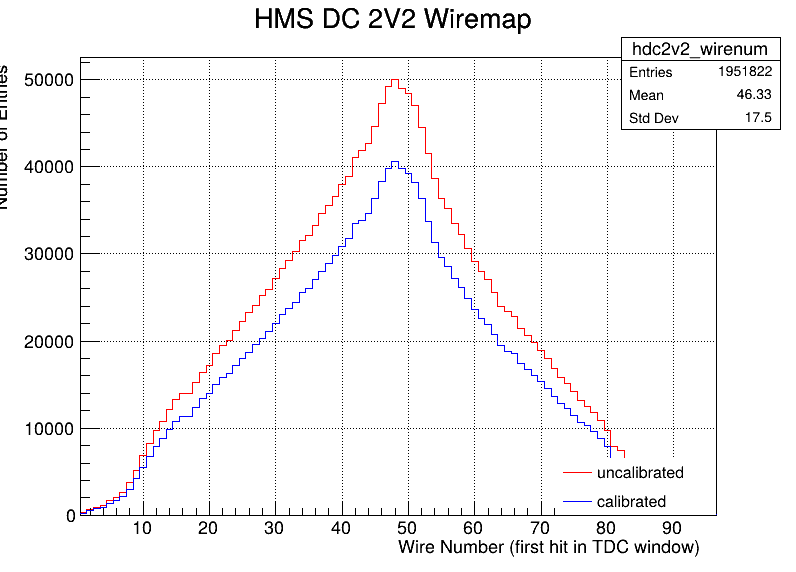 HMS DC 2V2 Wiremap
hdc2v2_wirenum
Entries 1951822
Mean 46.33
Std Dev 17.5
Number of Entries
50000
40000
30000
20000
10000
0
uncalibrated
calibrated
10 20 30 40 50 60 70 80 90
Wire Number (first hit in TDC window)